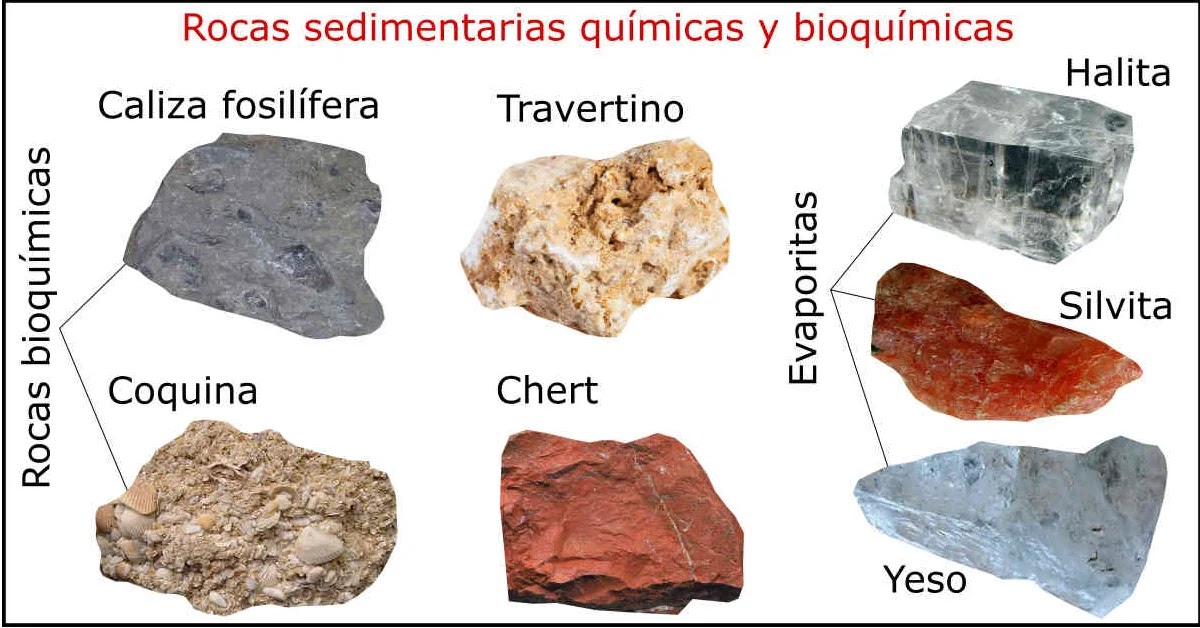 Rocas sedimentarias químicas y bioquímicas
Rocas bioquímicas
Caliza fosilífera
Coquina
Travertino
Chert
Evaporitas
Halita
Silvita
Yeso